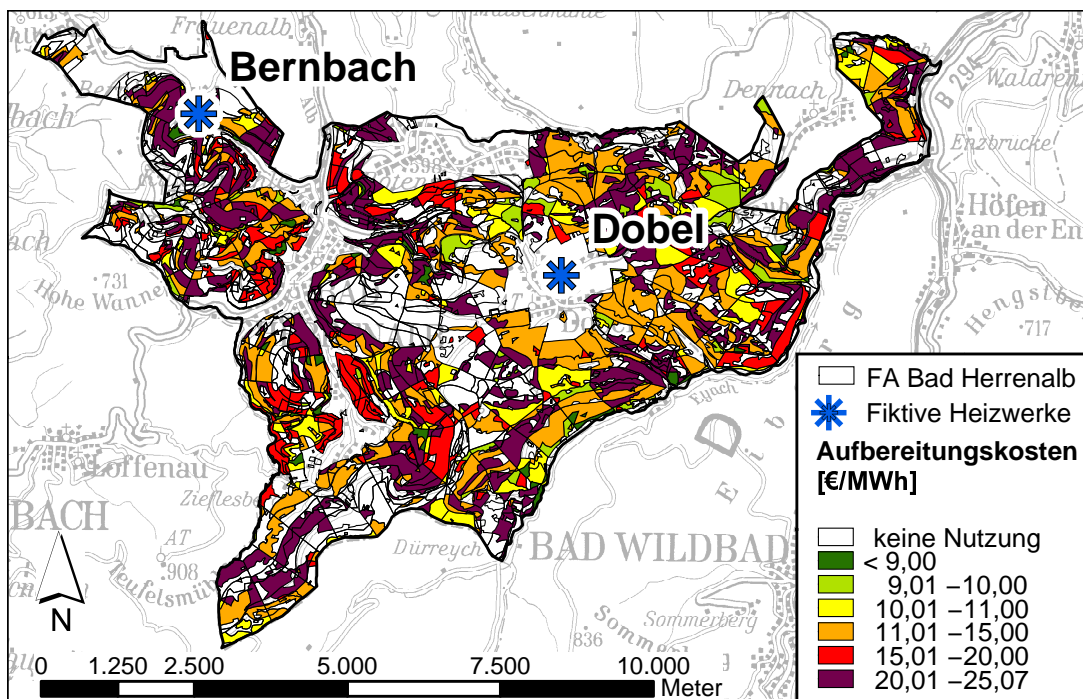 Frauenalb
Bernbach
Dennach
Waldren
B 294
Enzbrücke
Höfen
an der En
Dobel
731
Hohe Wanne
Hengstbe
717
Eyach
Loffenau
BACH
AT
908
Teufelsmü
Dürreych
BAD WILDBAD
836
Sommerberg
FA Bad Herrenalb
Fiktive Heizwerke
Aufbereitungskosten
[€/MWh]
keine Nutzung
< 9,00
9,01 –10,00
10,01 –11,00
11,01 –15,00
15,01 –20,00
20,01 –25,07
N
0 1.250 2.500 5.000 7.500 10.000
Meter